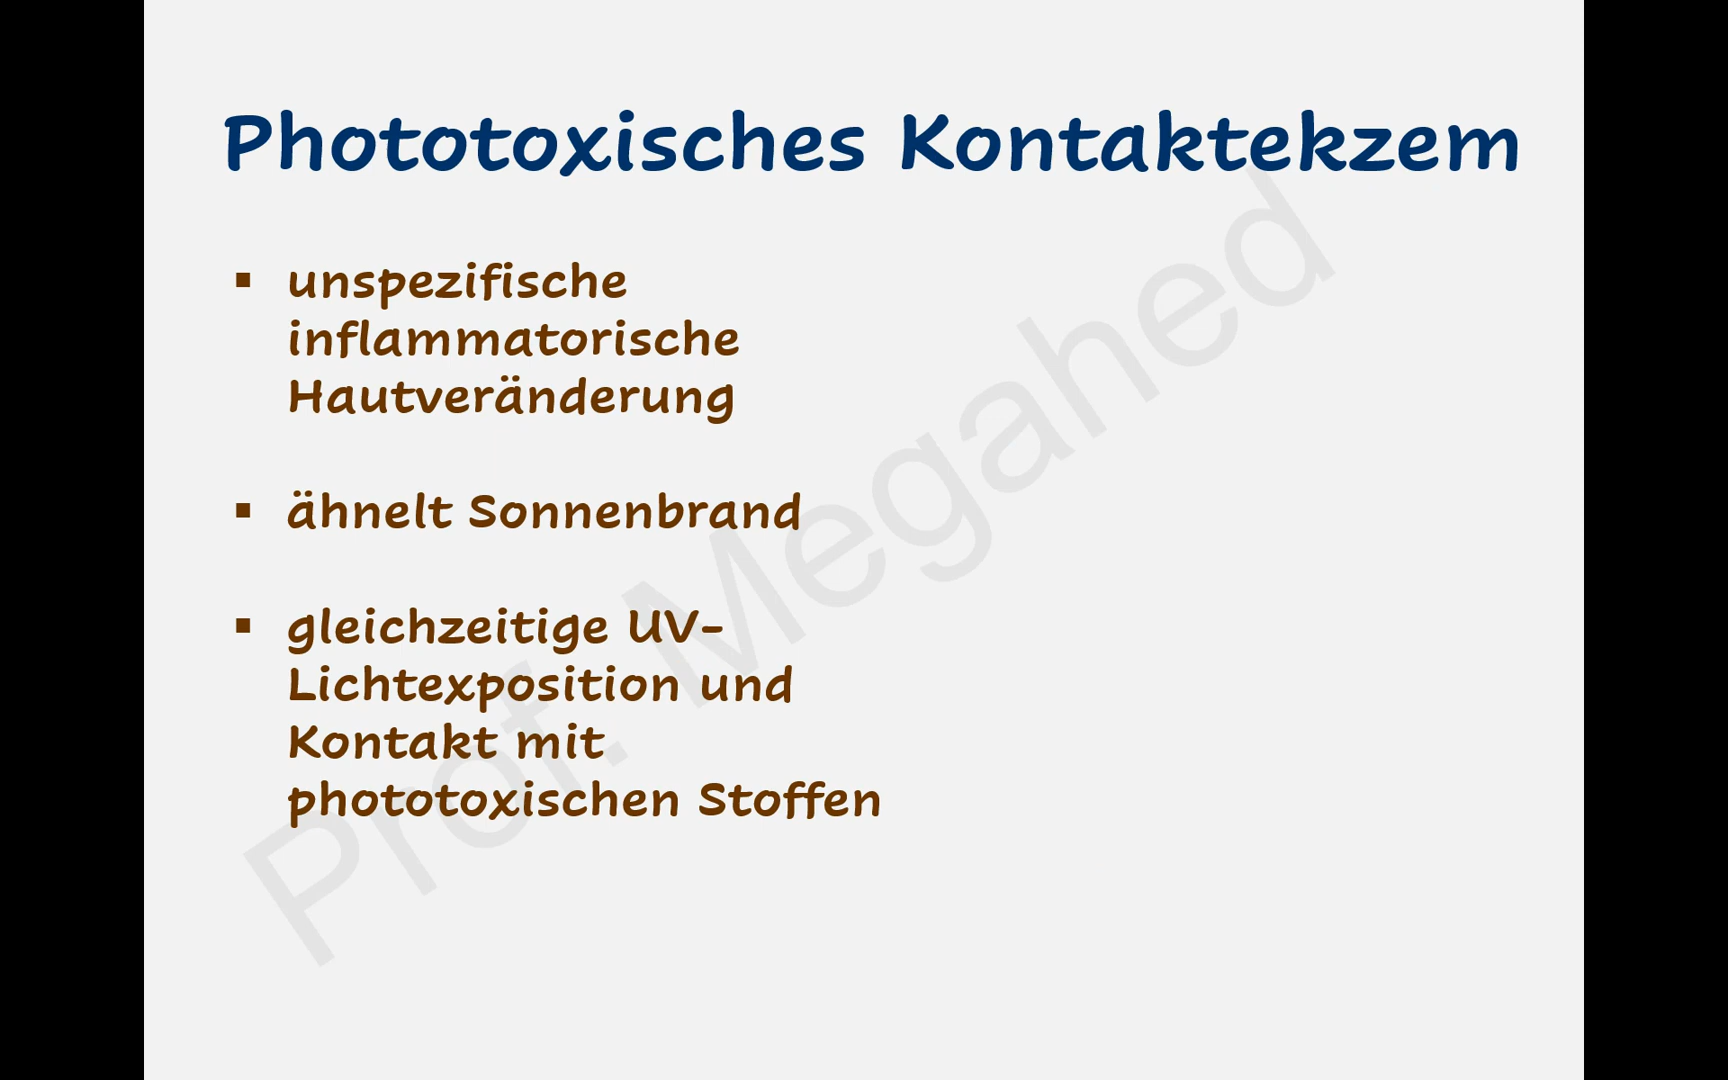 Phototoxisches Kontaktekzem
▪ unspezifische
inflammatorische
Hautveränderung
▪ ähnelt Sonnenbrand
▪ gleichzeitige UV-
Lichtexposition und
Kontakt mit
phototoxischen Stoffen
Prof. Megahed